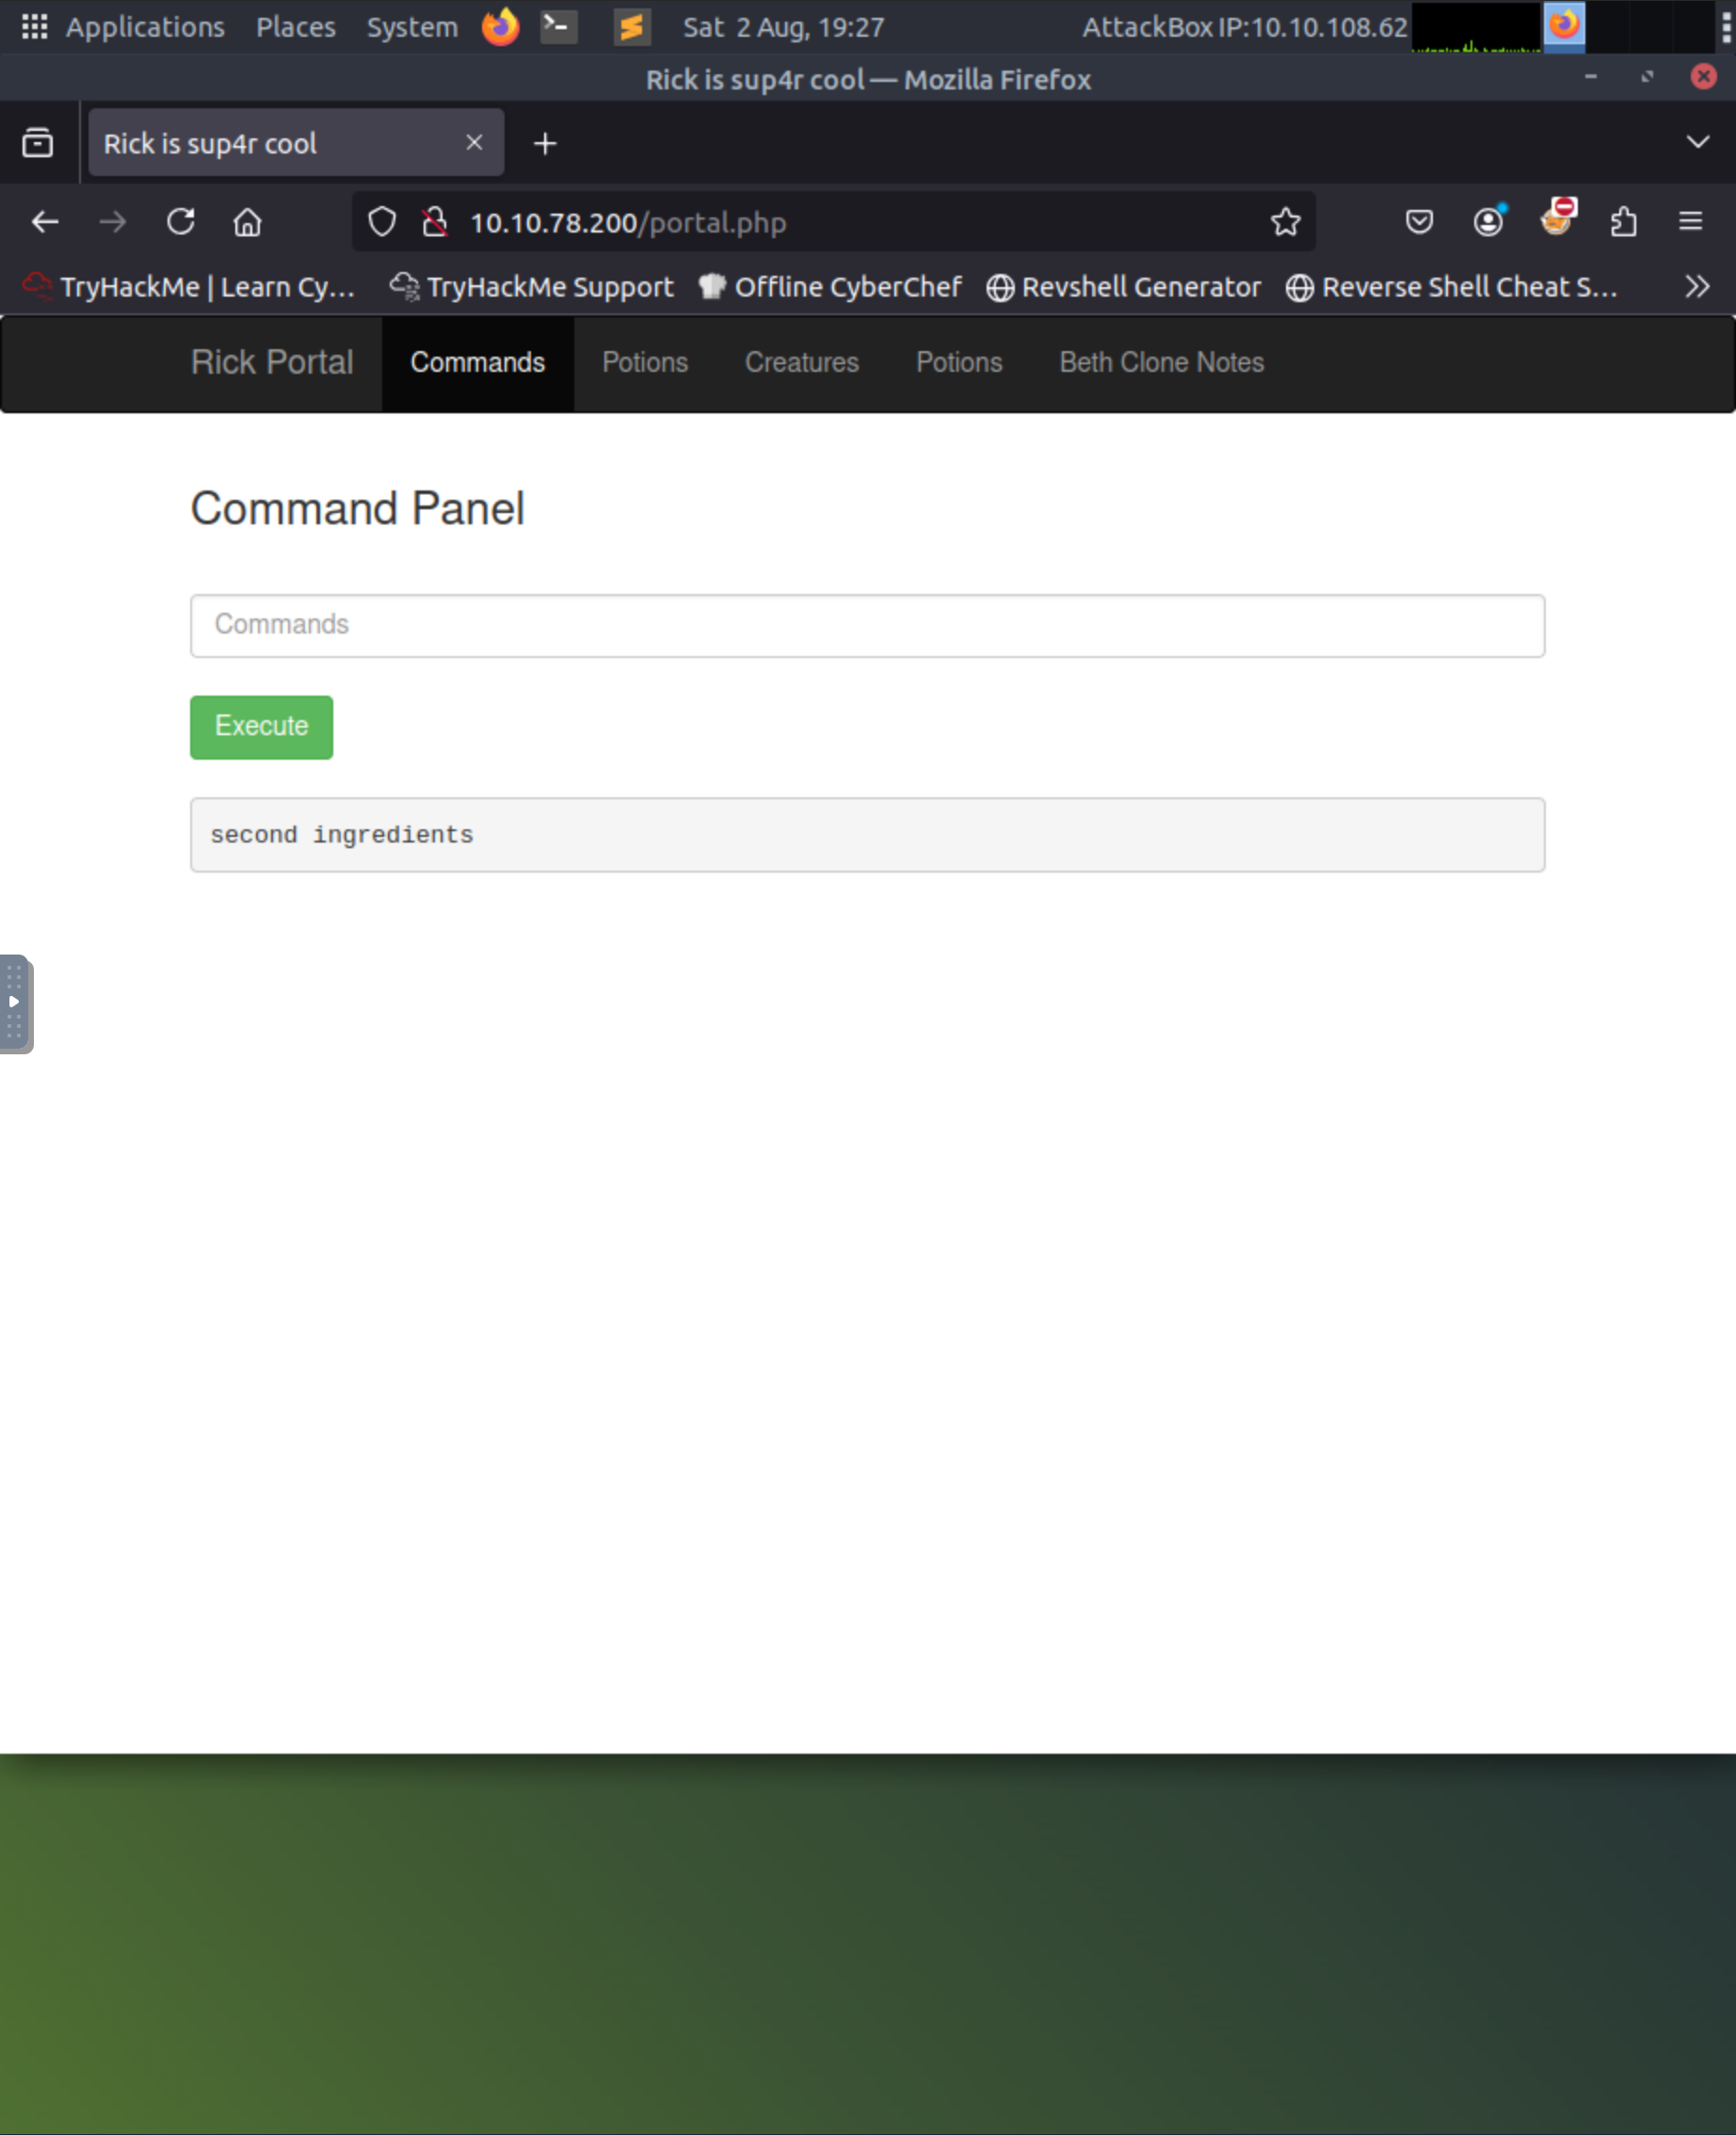 Applications Places System Sat 2 Aug, 19:27 AttackBox IP:10.10.108.62
Rick is sup4r cool — Mozilla Firefox
Rick is sup4r cool
10.10.78.200/portal.php
TryHackMe | Learn Cy... TryHackMe Support Offline CyberChef Revshell Generator Reverse Shell Cheat S...
Rick Portal Commands Potions Creatures Potions Beth Clone Notes
Command Panel
Commands
Execute
second ingredients